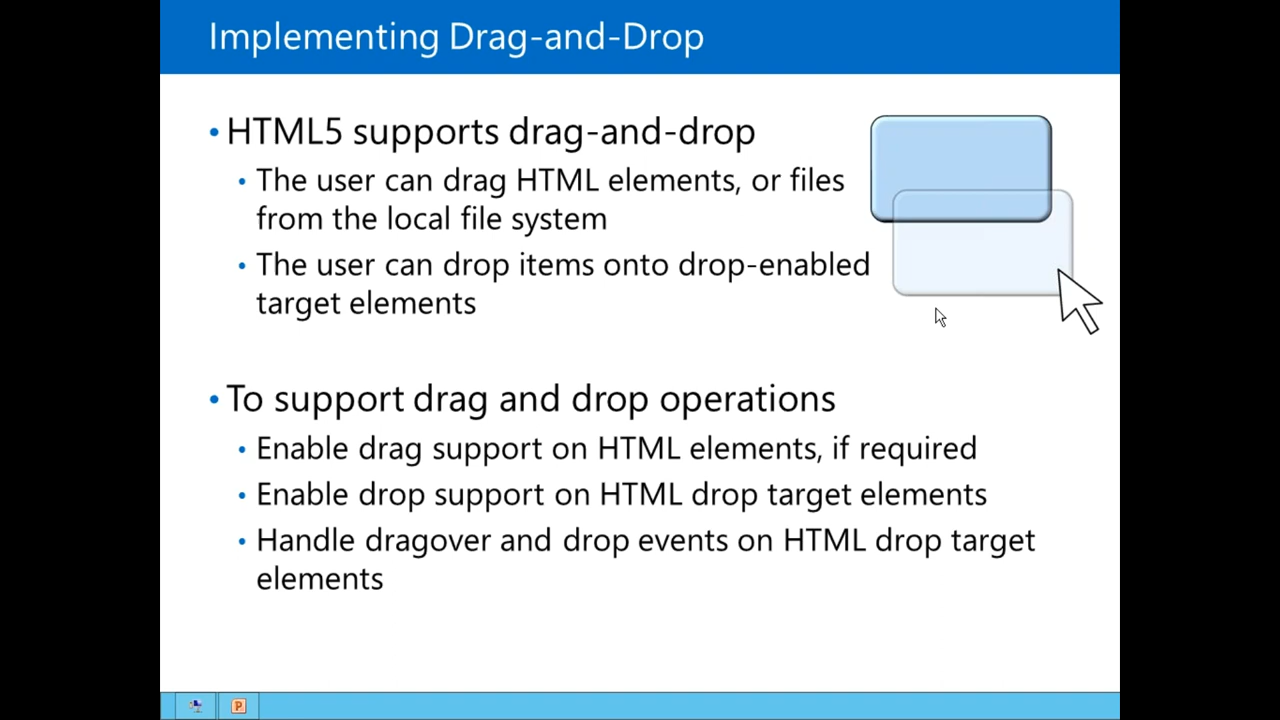 Implementing Drag-and-Drop
• HTML5 supports drag-and-drop
• The user can drag HTML elements, or files
from the local file system
• The user can drop items onto drop-enabled
target elements
• To support drag and drop operations
• Enable drag support on HTML elements, if required
• Enable drop support on HTML drop target elements
• Handle dragover and drop events on HTML drop target
elements
P